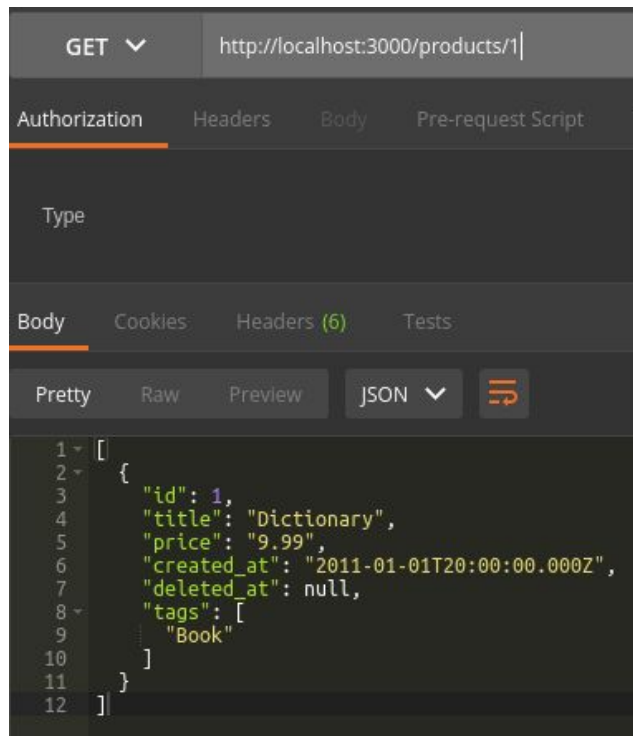 GET http://localhost:3000/products/1
Authorization Headers Body Pre-request Script
Type
Body Cookies Headers (6) Tests
Pretty Raw Preview JSON
1 [
2 {
3 "id": 1,
4 "title": "Dictionary",
5 "price": "9.99",
6 "created_at": "2011-01-01T20:00:00.000Z",
7 "deleted_at": null,
8 "tags": [
9 "Book"
10 ]
11 }
12 ]